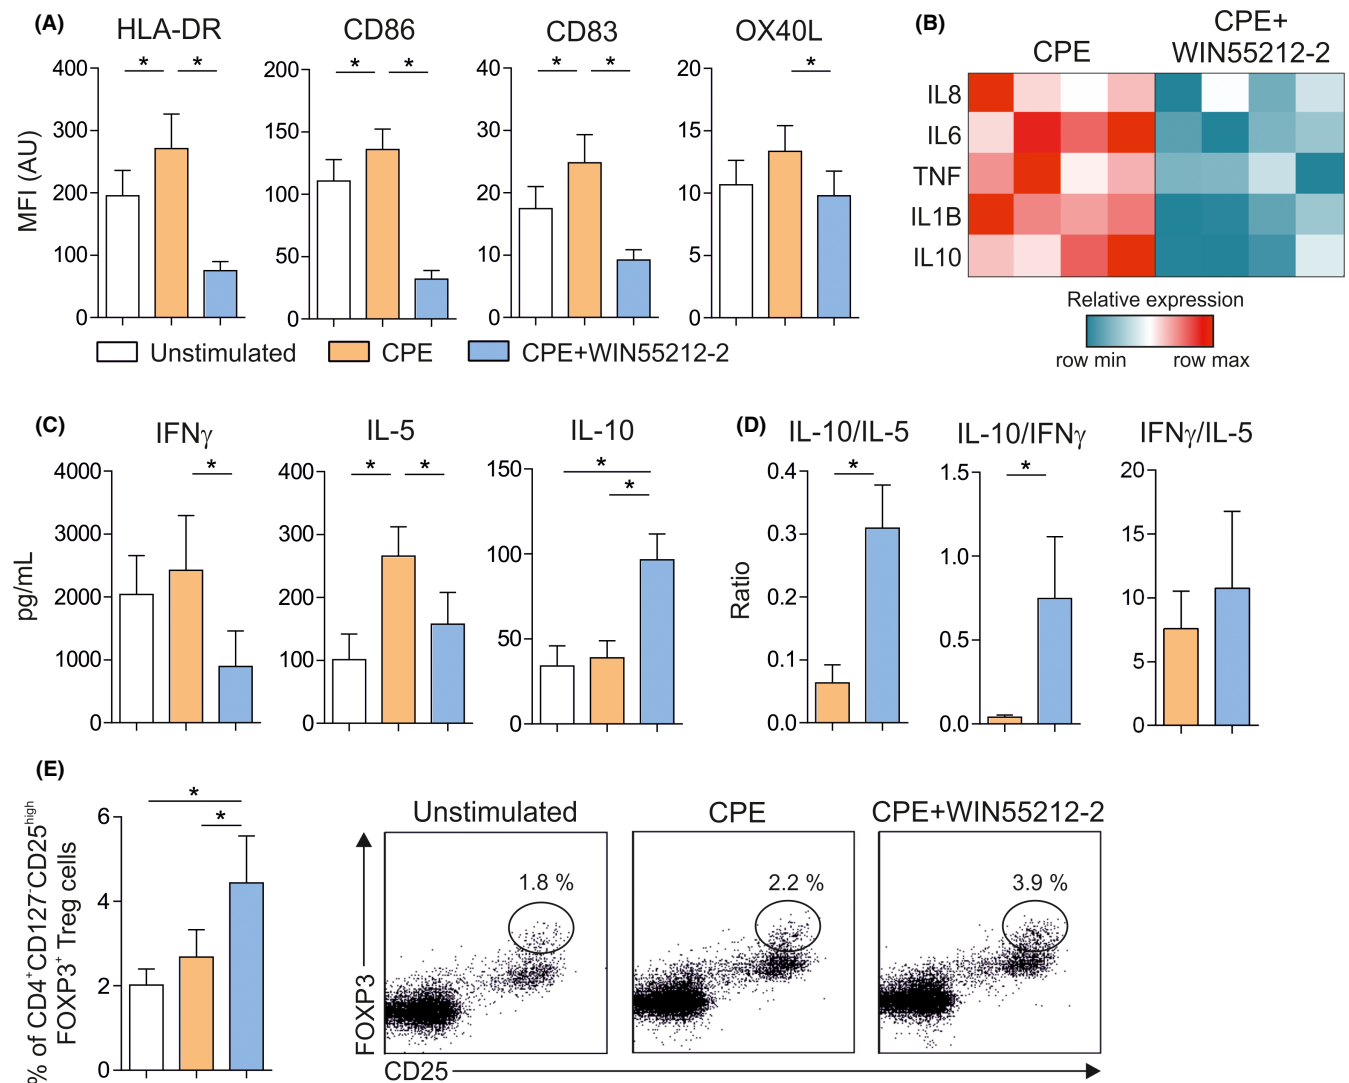 (A)
HLA-DR
CD86
CD83
OX40L
MFI (AU)
400
300
200
100
0
*
*
200
150
100
50
0
*
*
40
30
20
10
0
*
*
20
15
10
5
0
*
Unstimulated
CPE
CPE+WIN55212-2
(B)
CPE
CPE+
WIN55212-2
IL8
IL6
TNF
IL1B
IL10
Relative expression
row min
row max
(C)
IFNγ
IL-5
IL-10
pg/mL
4000
3000
2000
1000
0
*
400
300
200
100
0
*
*
150
100
50
0
*
*
(D)
IL-10/IL-5
IL-10/IFNγ
IFNγ/IL-5
Ratio
0.4
0.3
0.2
0.1
0.0
*
1.5
1.0
0.5
0.0
*
20
15
10
5
0
(E)
% of CD4⁺CD127⁻CD25ʰⁱᵍʰ
FOXP3⁺ Treg cells
6
4
2
0
*
*
Unstimulated
CPE
CPE+WIN55212-2
1.8 %
2.2 %
3.9 %
FOXP3
CD25